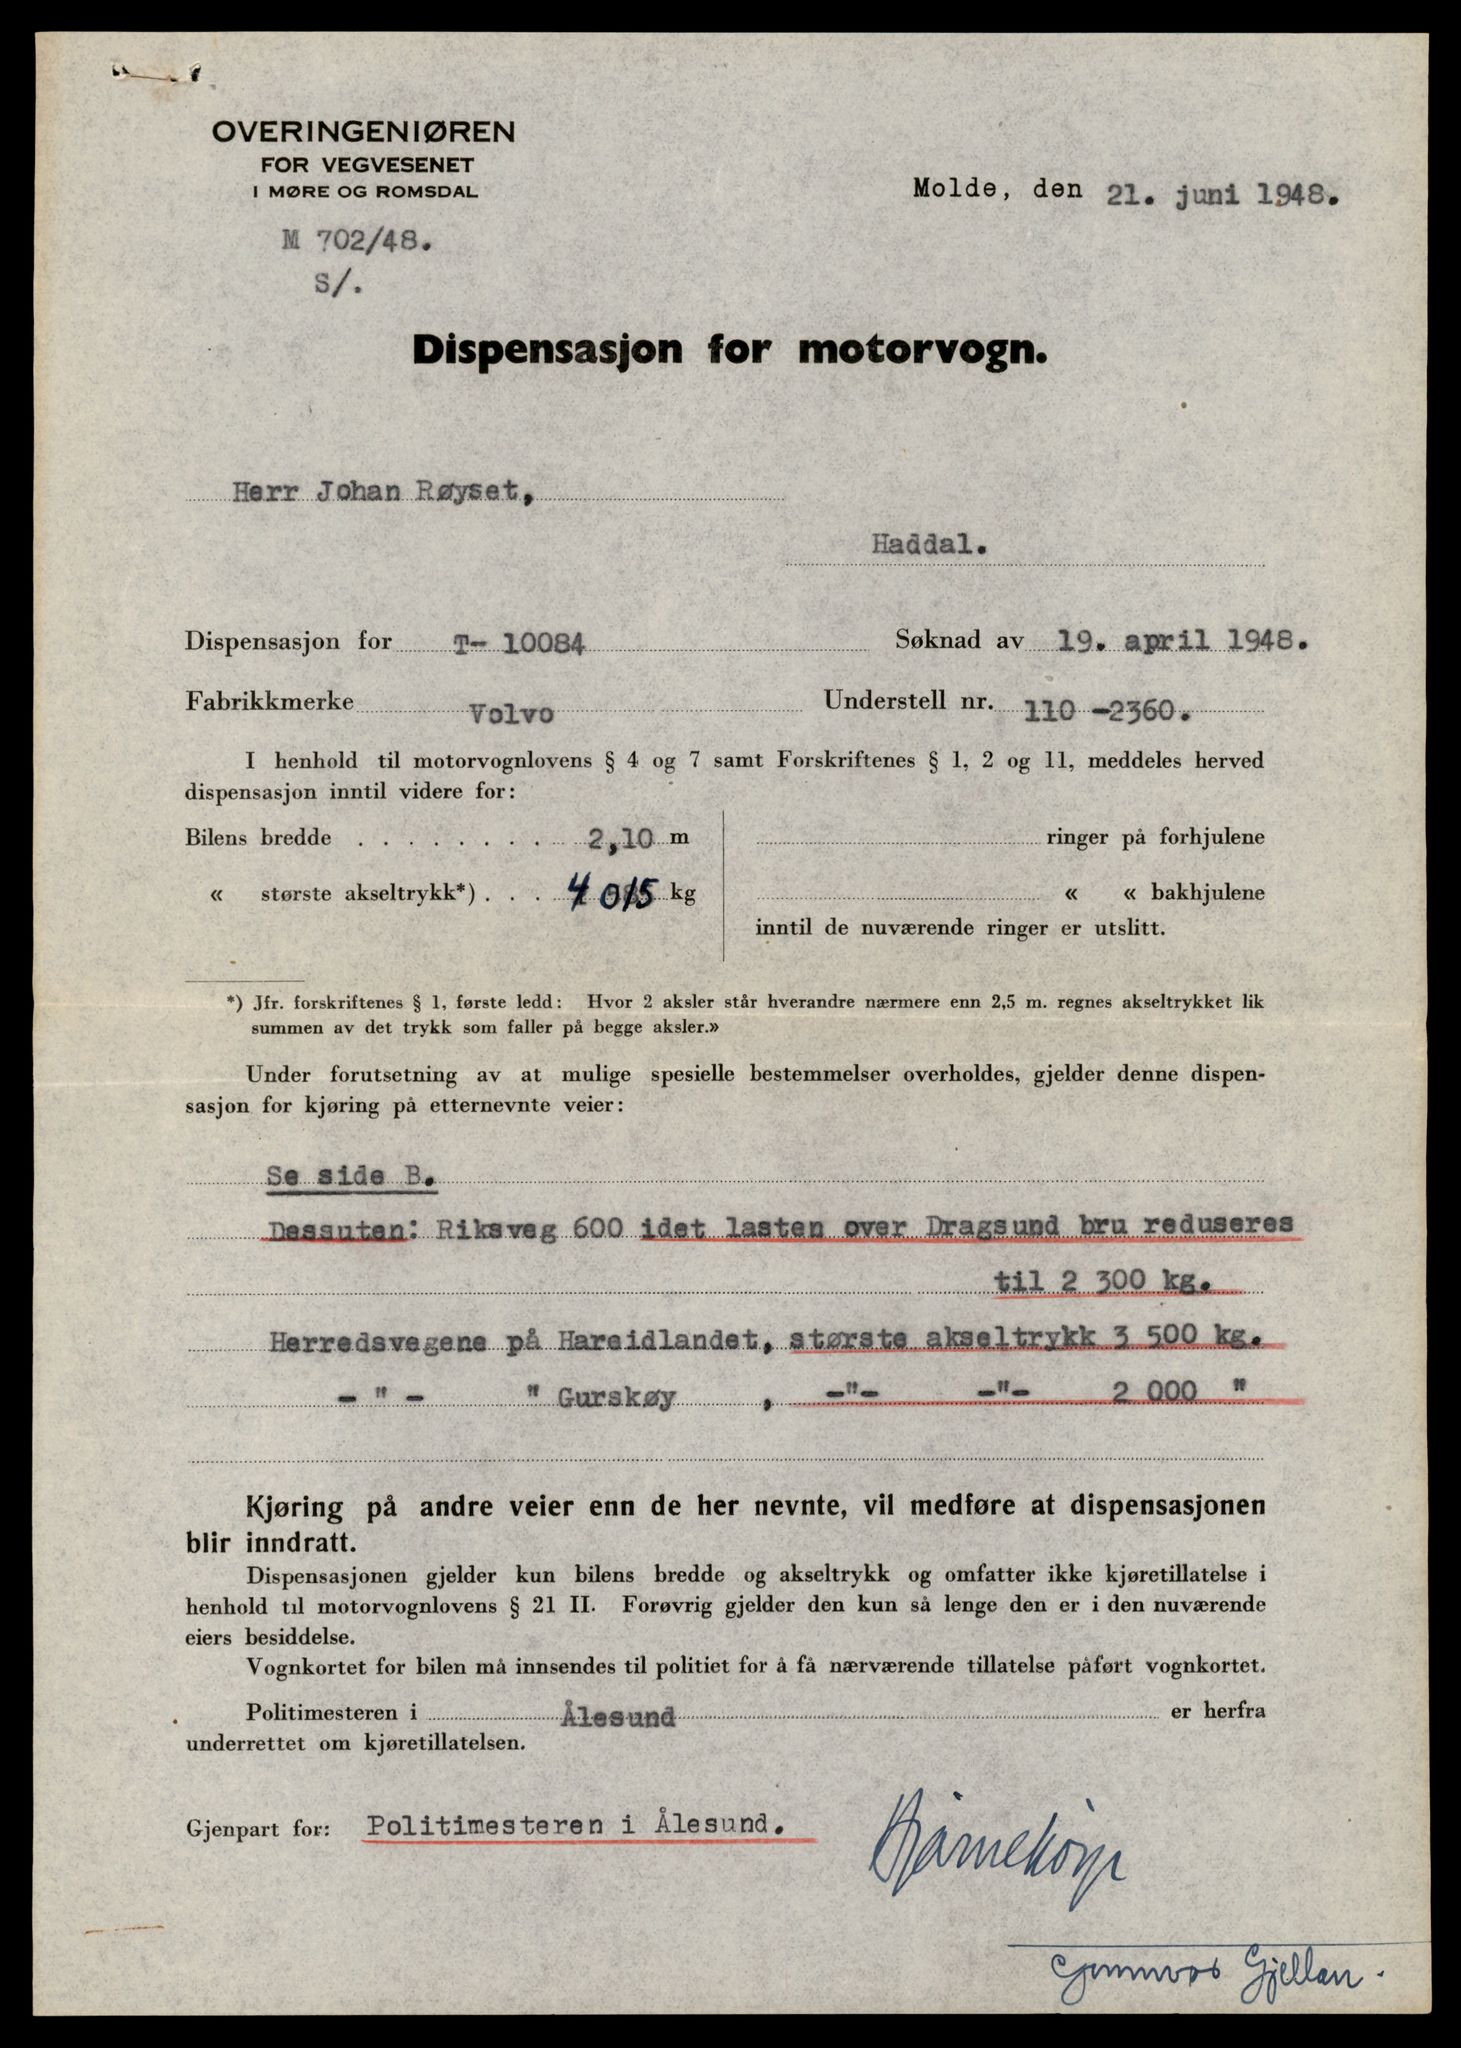 OVERINGENIØREN
FOR VEGVESENET
I MØRE OG ROMSDAL
Molde, den 21. juni 1948.
M 702/48.
S/.
Dispensasjon for motorvogn.
Herr Johan Røyset,
Haddal.
Dispensasjon for T- 10084 Søknad av 19. april 1948.
Fabrikkmerke Volvo Understell nr. 110 -2360.
I henhold til motorvognlovens § 4 og 7 samt Forskriftenes § 1, 2 og 11, meddeles herved
dispensasjon inntil videre for:
Bilens bredde . . . . . . . . 2,10 m
« største akseltrykk*) . . . 4 015 kg
ringer på forhjulene
« « bakhjulene
inntil de nuværende ringer er utslitt.
*) Jfr. forskriftenes § 1, første ledd: Hvor 2 aksler står hverandre nærmere enn 2,5 m. regnes akseltrykket lik
summen av det trykk som faller på begge aksler.»
Under forutsetning av at mulige spesielle bestemmelser overholdes, gjelder denne dispen-
sasjon for kjøring på etternevnte veier:
Se side B.
Dessuten: Riksveg 600 idet lasten over Dragsund bru reduseres
til 2 300 kg.
Herredsvegene på Hareidlandet, største akseltrykk 3 500 kg.
- " - " Gurskøy , -"- -"- 2 000 "
Kjøring på andre veier enn de her nevnte, vil medføre at dispensasjonen
blir inndratt.
Dispensasjonen gjelder kun bilens bredde og akseltrykk og omfatter ikke kjøretillatelse i
henhold til motorvognlovens § 21 II. Forøvrig gjelder den kun så lenge den er i den nuværende
eiers besiddelse.
Vognkortet for bilen må innsendes til politiet for å få nærværende tillatelse påført vognkortet.
Politimesteren i Ålesund er herfra
underrettet om kjøretillatelsen.
Gjenpart for: Politimesteren i Ålesund.
Gjellan.